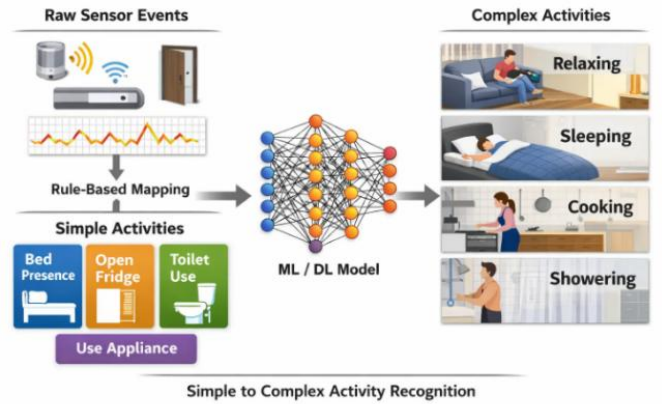 Raw Sensor Events
Rule-Based Mapping
Simple Activities
Bed
Presence
Open
Fridge
Toilet
Use
Use Appliance
ML / DL Model
Complex Activities
Relaxing
Sleeping
Cooking
Showering
Simple to Complex Activity Recognition